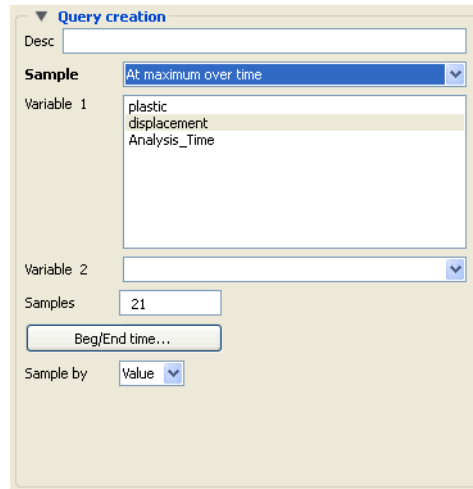 ▼ Query creation
Desc
Sample At maximum over time
Variable 1 plastic
displacement
Analysis_Time
Variable 2
Samples 21
Beg/End time...
Sample by Value